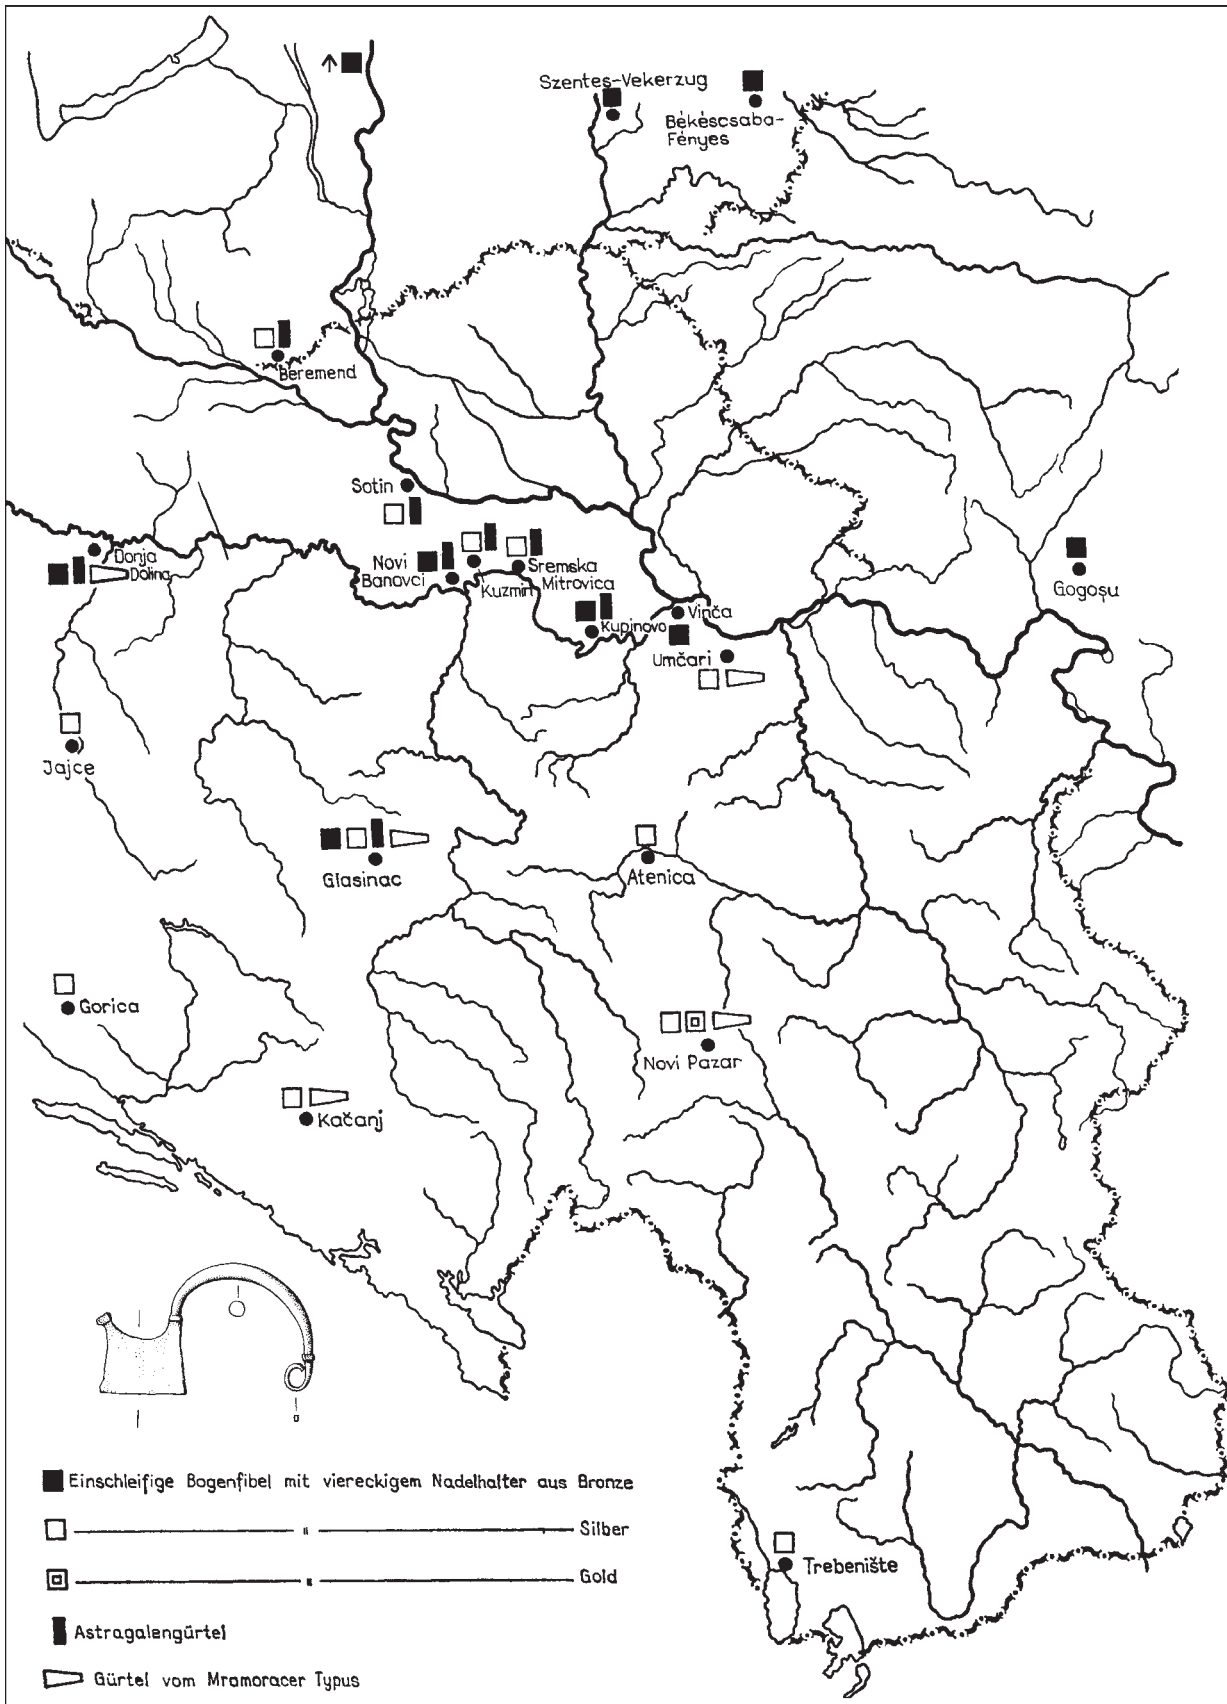 Szentes-Vekerzug
Békéscsaba-
Fényes
Beremend
Sotin
Donja
Dolina
Novi
Banovci
Kuzmin
Sremska
Mitrovica
Kupinovo
Vinča
Umčari
Gogoşu
Jajce
Glasinac
Atenica
Gorica
Novi Pazar
Kačanj
Trebenište
Einschleifige Bogenfibel mit viereckigem Nadelhalter aus Bronze
— " — Silber
— " — Gold
Astragalengürtel
Gürtel vom Mramoracer Typus